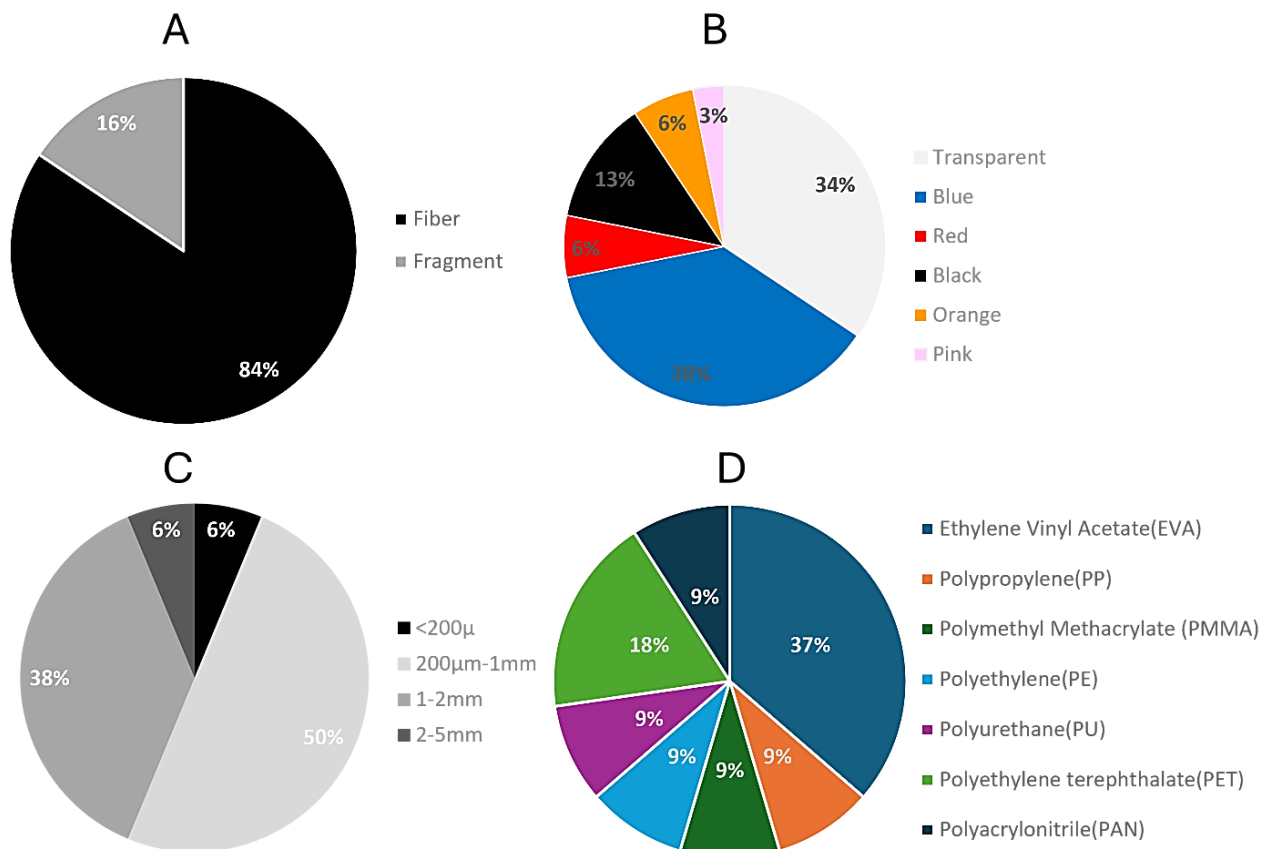 A
16%
84%
Fiber
Fragment
B
6%
3%
13%
34%
6%
38%
Transparent
Blue
Red
Black
Orange
Pink
C
6%
6%
38%
50%
<200µ
200µm-1mm
1-2mm
2-5mm
D
9%
18%
37%
9%
9%
9%
9%
Ethylene Vinyl Acetate(EVA)
Polypropylene(PP)
Polymethyl Methacrylate (PMMA)
Polyethylene(PE)
Polyurethane(PU)
Polyethylene terephthalate(PET)
Polyacrylonitrile(PAN)